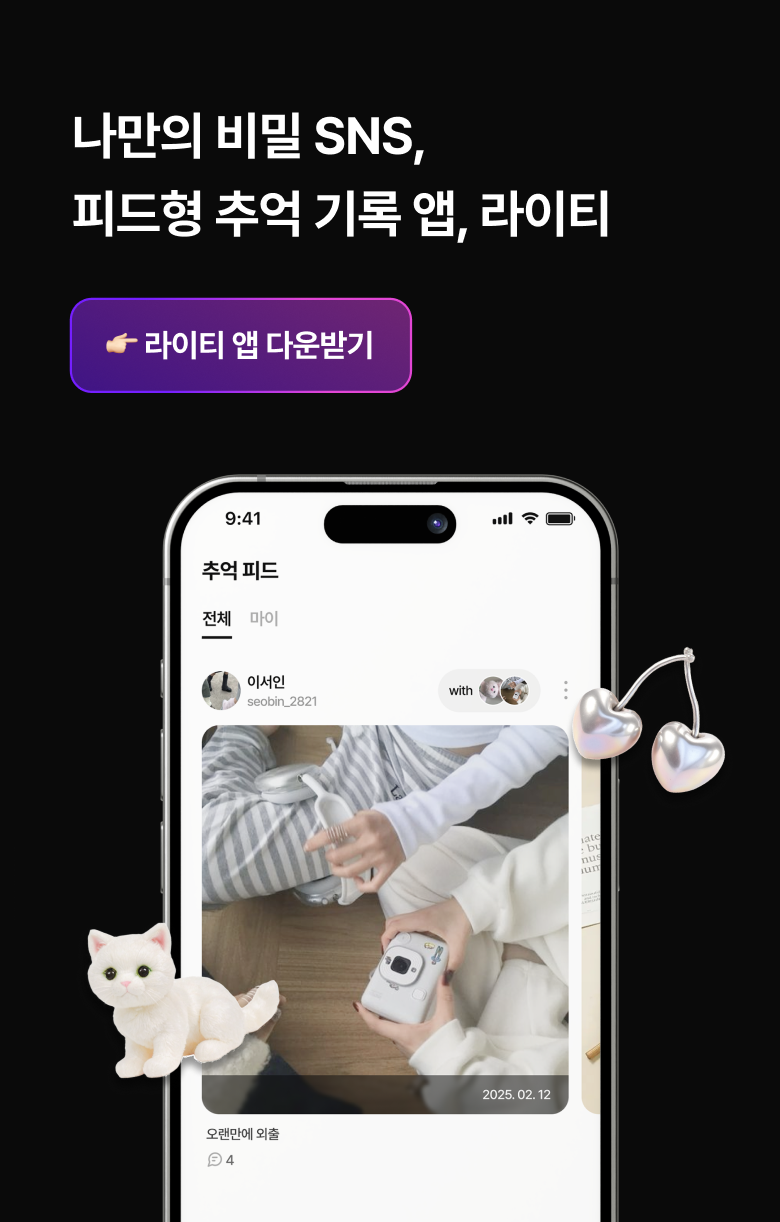 나만의 비밀 SNS,
피드형 추억 기록 앱, 라이티
👉🏻 라이티 앱 다운받기
9:41
추억 피드
전체 마이
이서인
seobin_2821
with
2025. 02. 12
오랜만에 외출
4